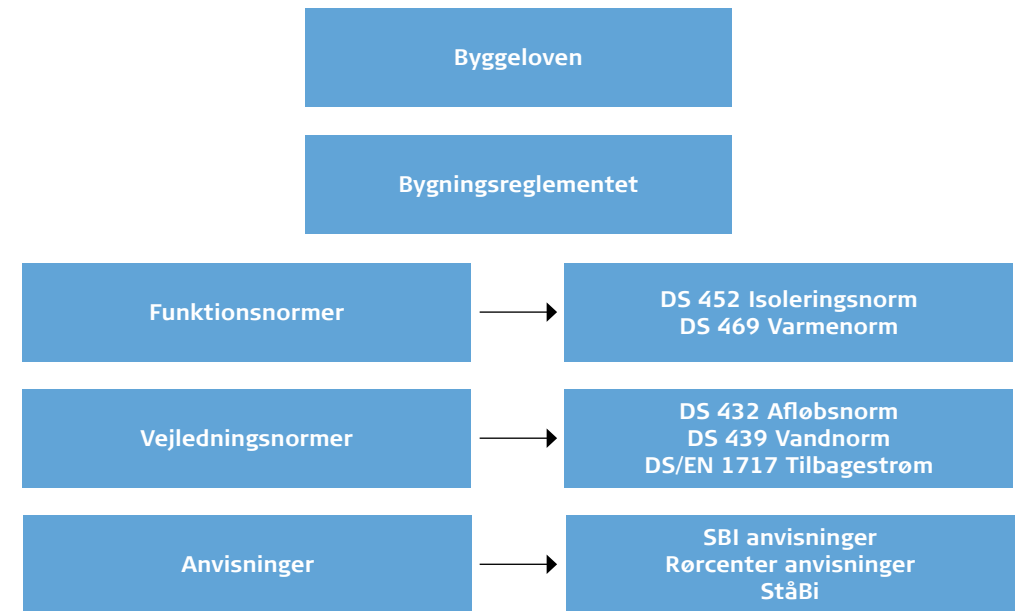 Byggeloven
Bygningsreglementet
Funktionsnormer
DS 452 Isoleringsnorm
DS 469 Varmenorm
Vejledningsnormer
DS 432 Afløbsnorm
DS 439 Vandnorm
DS/EN 1717 Tilbagestrøm
Anvisninger
SBI anvisninger
Rørcenter anvisninger
StåBi